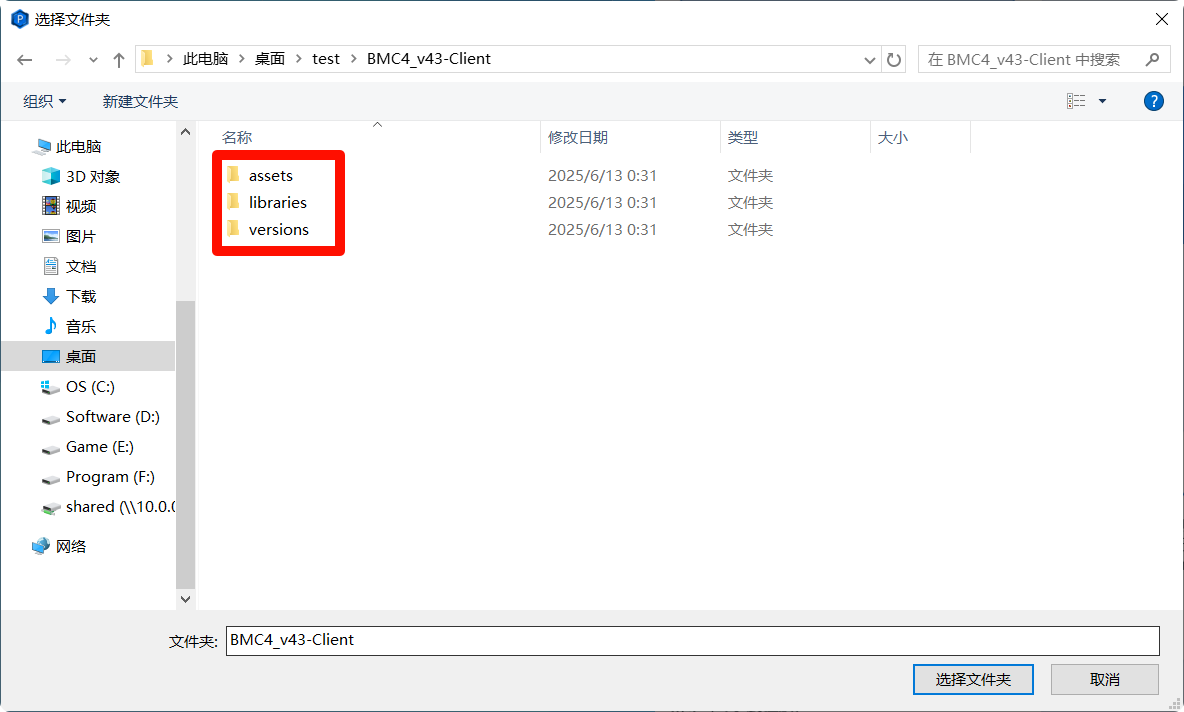 选择文件夹
此电脑 > 桌面 > test > BMC4_v43-Client
在 BMC4_v43-Client 中搜索
组织
新建文件夹
?
此电脑
3D 对象
视频
图片
文档
下载
音乐
桌面
OS (C:)
Software (D:)
Game (E:)
Program (F:)
shared (\\10.0.0
网络
名称 修改日期 类型 大小
assets 2025/6/13 0:31 文件夹
libraries 2025/6/13 0:31 文件夹
versions 2025/6/13 0:31 文件夹
文件夹: BMC4_v43-Client
选择文件夹 取消